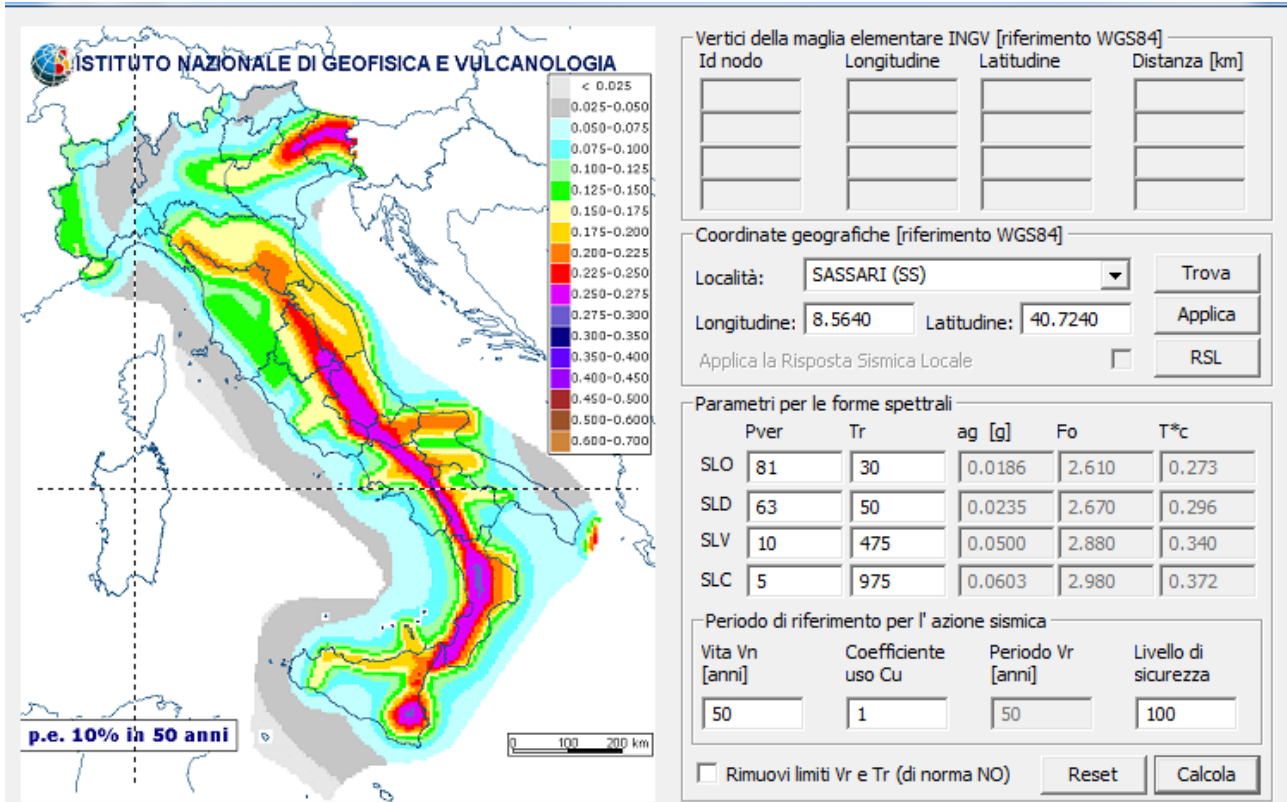 ISTITUTO NAZIONALE DI GEOFISICA E VULCANOLOGIA
< 0.025
0.025-0.050
0.050-0.075
0.075-0.100
0.100-0.125
0.125-0.150
0.150-0.175
0.175-0.200
0.200-0.225
0.225-0.250
0.250-0.275
0.275-0.300
0.300-0.350
0.350-0.400
0.400-0.450
0.450-0.500
0.500-0.600
0.600-0.700
p.e. 10% in 50 anni
0 100 200 km
Vertici della maglia elementare INGV [riferimento WGS84]
Id nodo Longitudine Latitudine Distanza [km]
Coordinate geografiche [riferimento WGS84]
Località: SASSARI (SS) Trova
Longitudine: 8.5640 Latitudine: 40.7240 Applica
Applica la Risposta Sismica Locale RSL
Parametri per le forme spettrali
Pver Tr ag [g] Fo T*c
SLO 81 30 0.0186 2.610 0.273
SLD 63 50 0.0235 2.670 0.296
SLV 10 475 0.0500 2.880 0.340
SLC 5 975 0.0603 2.980 0.372
Periodo di riferimento per l' azione sismica
Vita Vn Coefficiente Periodo Vr Livello di
[anni] uso Cu [anni] sicurezza
50 1 50 100
Rimuovi limiti Vr e Tr (di norma NO) Reset Calcola